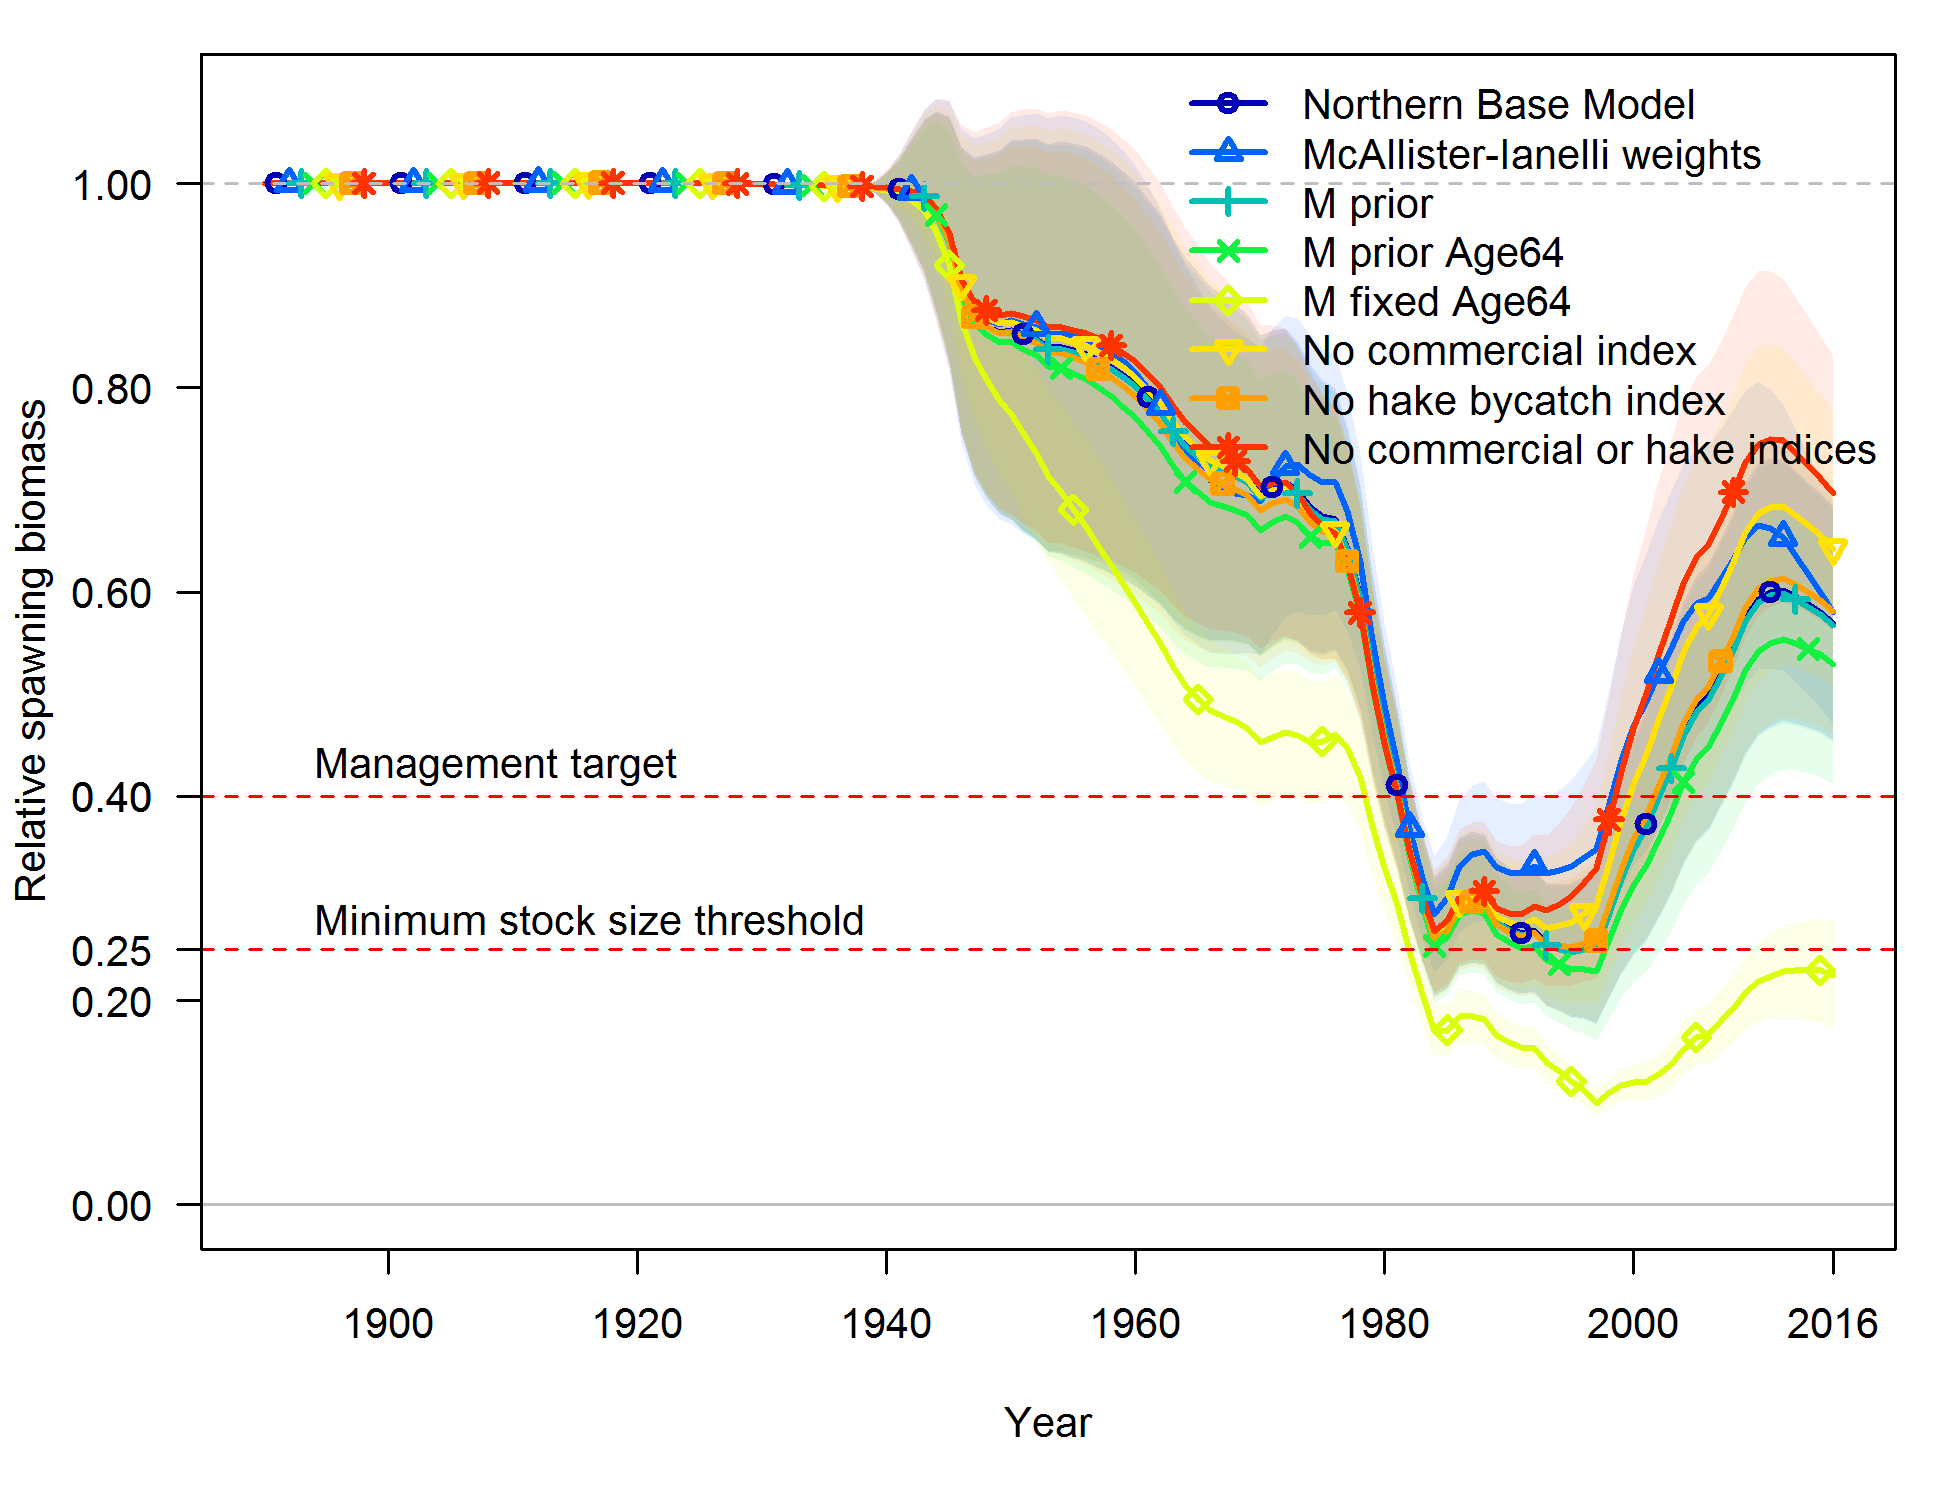 Northern Base Model
McAllister-Ianelli weights
M prior
M prior Age64
M fixed Age64
No commercial index
No hake bycatch index
No commercial or hake indices
Relative spawning biomass
1.00
0.80
0.60
0.40
0.25
0.20
0.00
Management target
Minimum stock size threshold
1900
1920
1940
1960
1980
2000
2016
Year